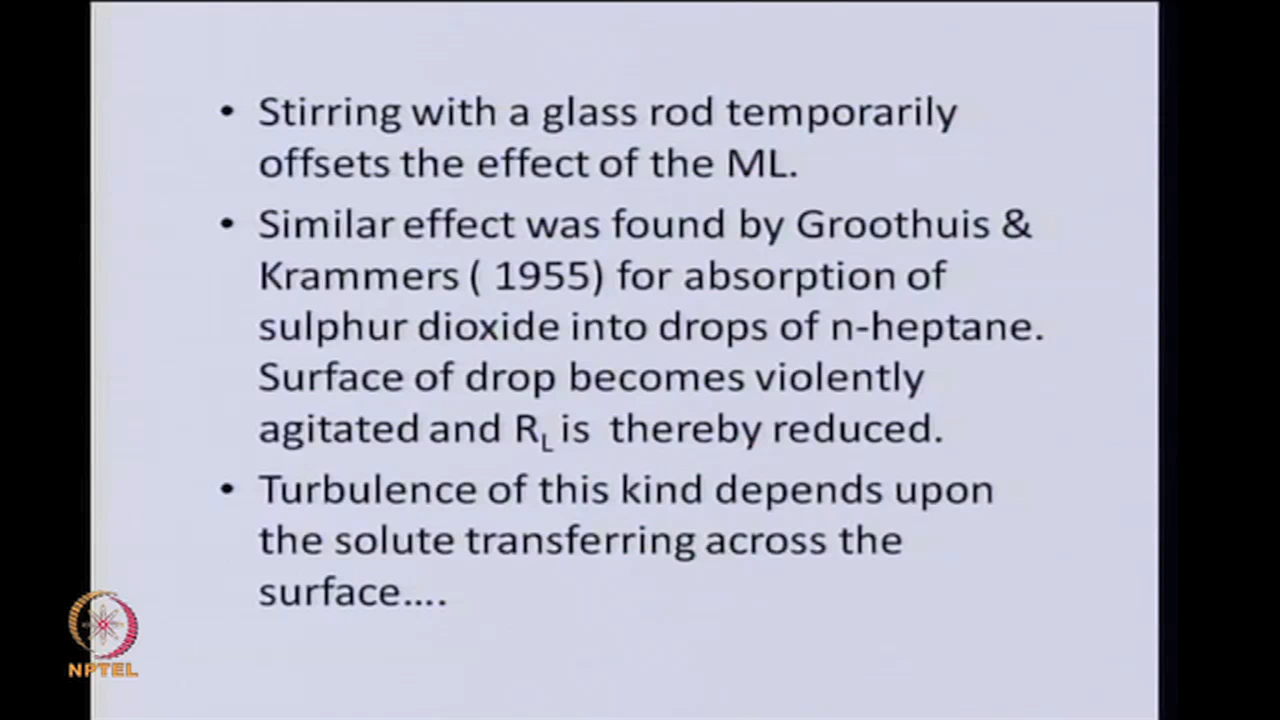 • Stirring with a glass rod temporarily
offsets the effect of the ML.
• Similar effect was found by Groothuis &
Krammers ( 1955) for absorption of
sulphur dioxide into drops of n-heptane.
Surface of drop becomes violently
agitated and RL is thereby reduced.
• Turbulence of this kind depends upon
the solute transferring across the
surface....
NPTEL